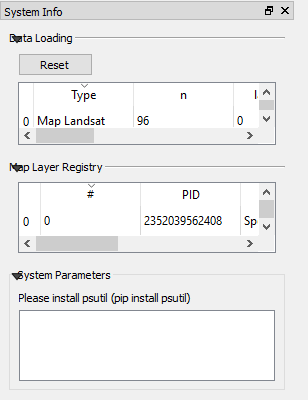 System Info
Data Loading
Reset
Type n I
0 Map Landsat 96 0
Map Layer Registry
# PID
0 0 2352039562408 Sp
System Parameters
Please install psutil (pip install psutil)